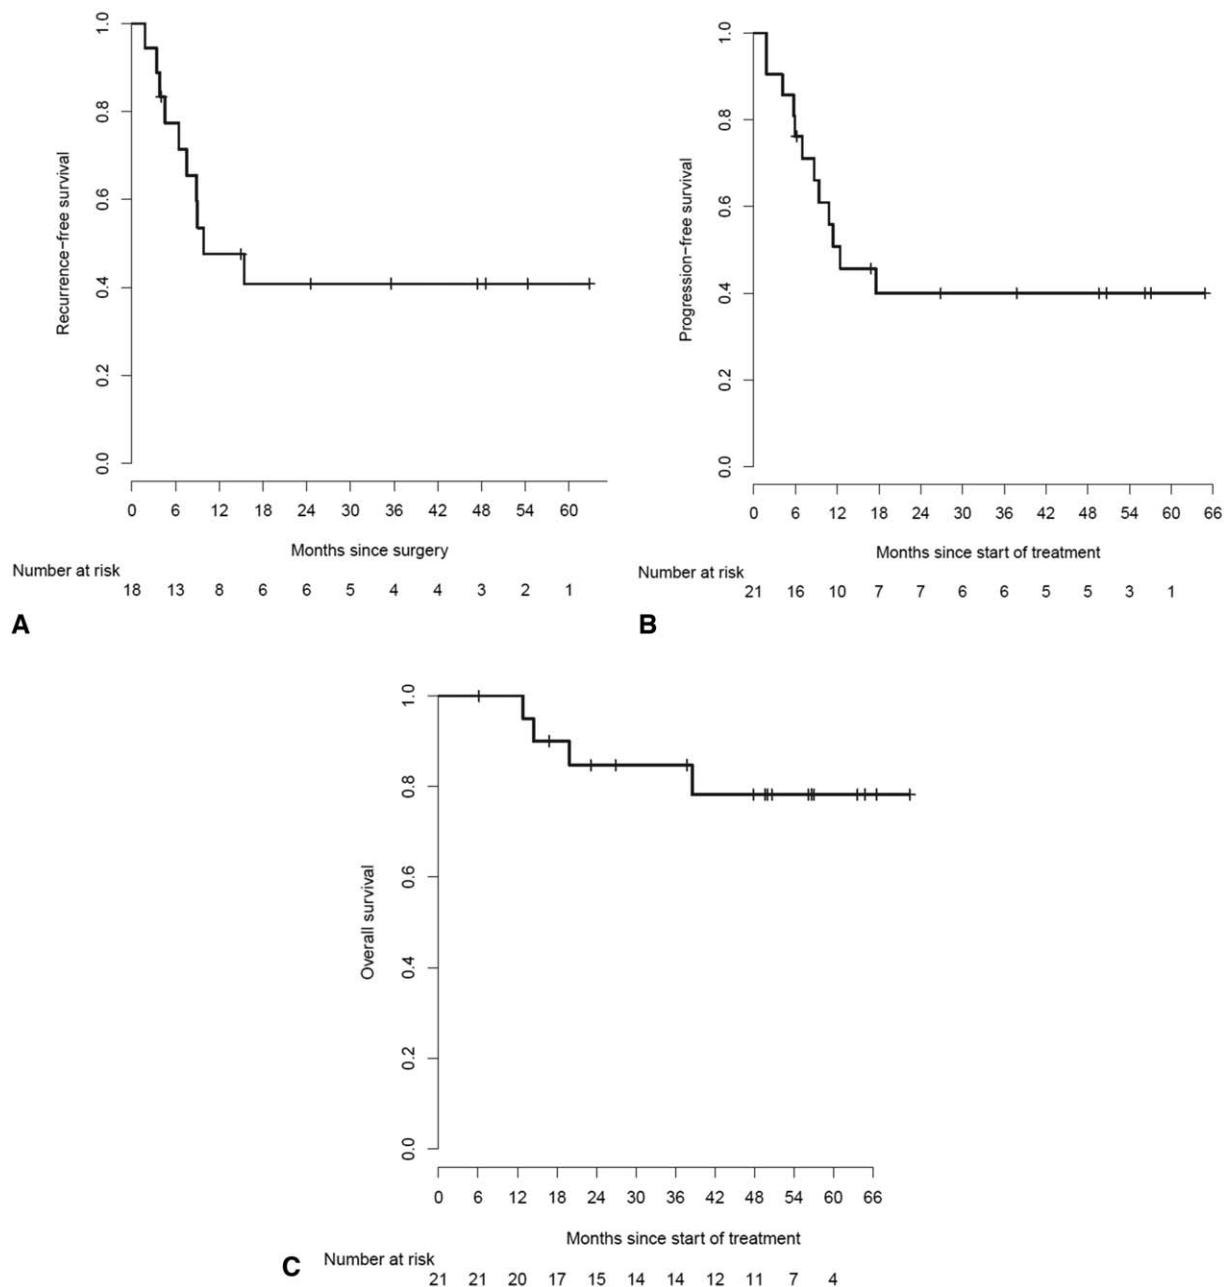 1.0
0.8
0.6
0.4
0.2
0.0
Recurrence-free survival
0 6 12 18 24 30 36 42 48 54 60
Months since surgery
Number at risk
18 13 8 6 6 5 4 4 3 2 1
A
1.0
0.8
0.6
0.4
0.2
0.0
Progression-free survival
0 6 12 18 24 30 36 42 48 54 60 66
Months since start of treatment
Number at risk
21 16 10 7 7 6 6 5 5 3 1
B
1.0
0.8
0.6
0.4
0.2
0.0
Overall survival
0 6 12 18 24 30 36 42 48 54 60 66
Months since start of treatment
Number at risk
21 21 20 17 15 14 14 12 11 7 4
C